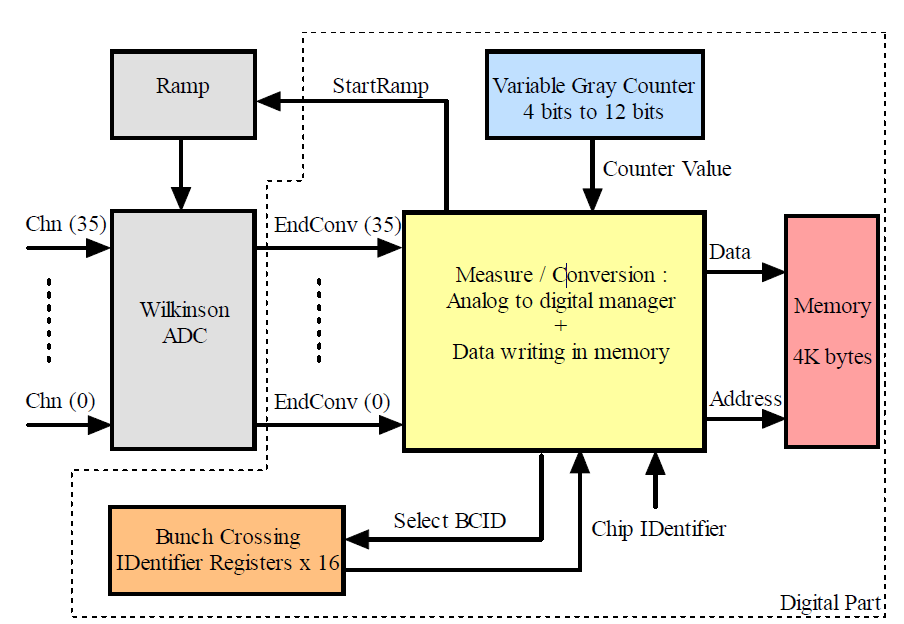 Ramp
StartRamp
Variable Gray Counter
4 bits to 12 bits
Counter Value
Chn (35)
EndConv (35)
Wilkinson
ADC
Measure / Conversion :
Analog to digital manager
+
Data writing in memory
Data
Memory
4K bytes
Address
Chn (0)
EndConv (0)
Select BCID
Chip IDentifier
Bunch Crossing
IDentifier Registers x 16
Digital Part